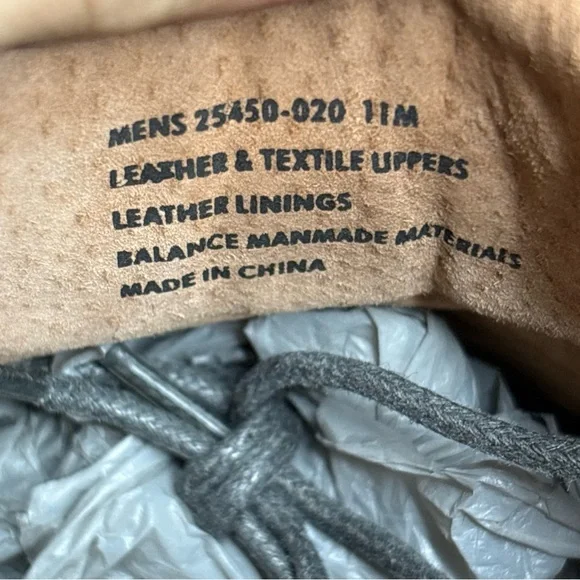 MENS 25450-020 11M
LEATHER & TEXTILE UPPERS
LEATHER LININGS
BALANCE MANMADE MATERIALS
MADE IN CHINA